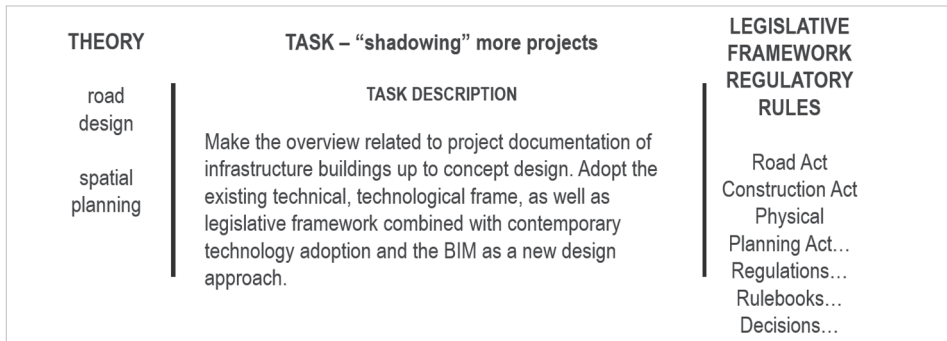 THEORY
road
design
spatial
planning
TASK – “shadowing” more projects
TASK DESCRIPTION
Make the overview related to project documentation of
infrastructure buildings up to concept design. Adopt the
existing technical, technological frame, as well as
legislative framework combined with contemporary
technology adoption and the BIM as a new design
approach.
LEGISLATIVE
FRAMEWORK
REGULATORY
RULES
Road Act
Construction Act
Physical
Planning Act…
Regulations…
Rulebooks…
Decisions…